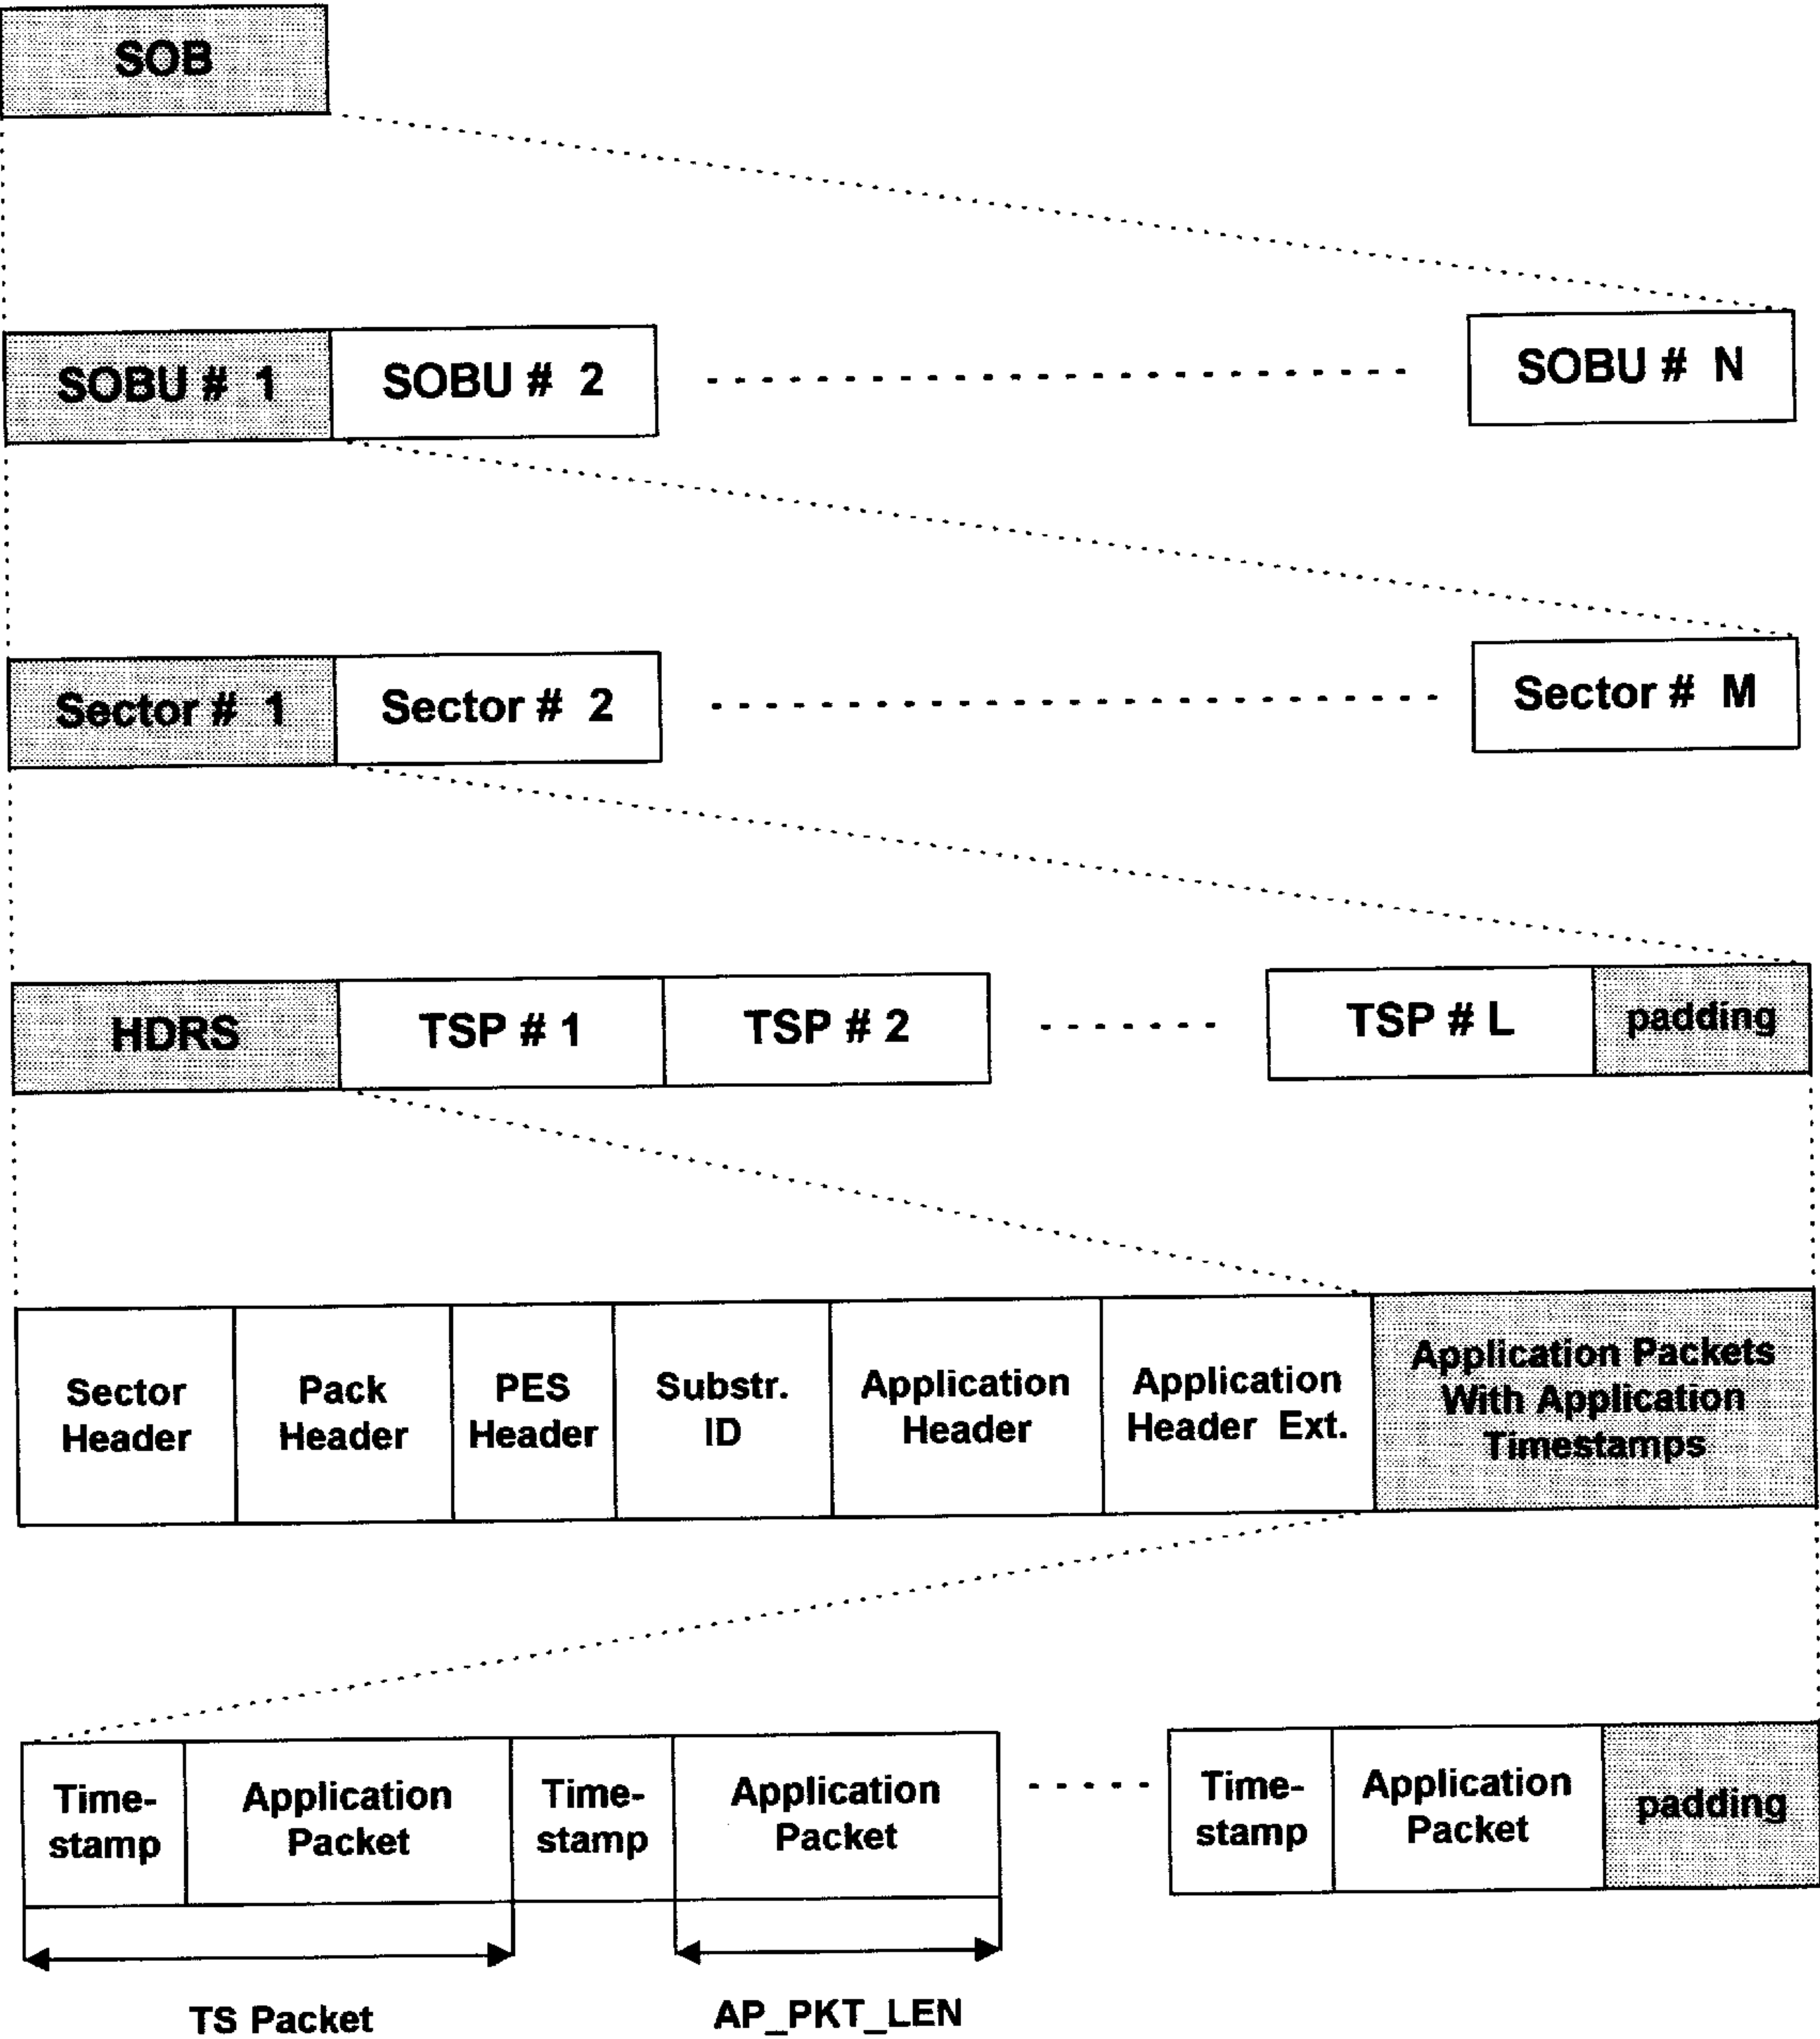 SOB
SOBU # 1 SOBU # 2 SOBU # N
Sector # 1 Sector # 2 Sector # M
HDRS TSP # 1 TSP # 2 TSP # L padding
Sector
Header
Pack
Header
PES
Header
Substr.
ID
Application
Header
Application
Header Ext.
Application Packets
With Application
Timestamps
Time-
stamp
Application
Packet
Time-
stamp
Application
Packet
Time-
stamp
Application
Packet
padding
TS Packet
AP_PKT_LEN